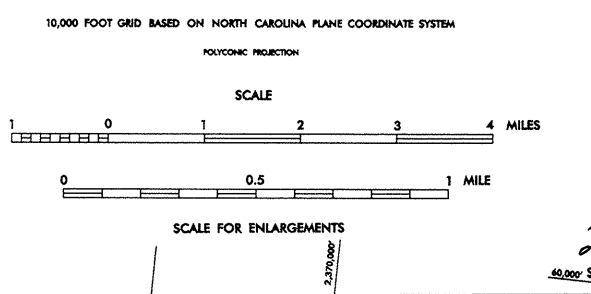 10,000 FOOT GRID BASED ON NORTH CAROLINA PLANE COORDINATE SYSTEM
POLYCONIC PROJECTION
SCALE
1 0 1 2 3 4 MILES
0 0.5 1 MILE
SCALE FOR ENLARGEMENTS
2,370,000'
60,000' S